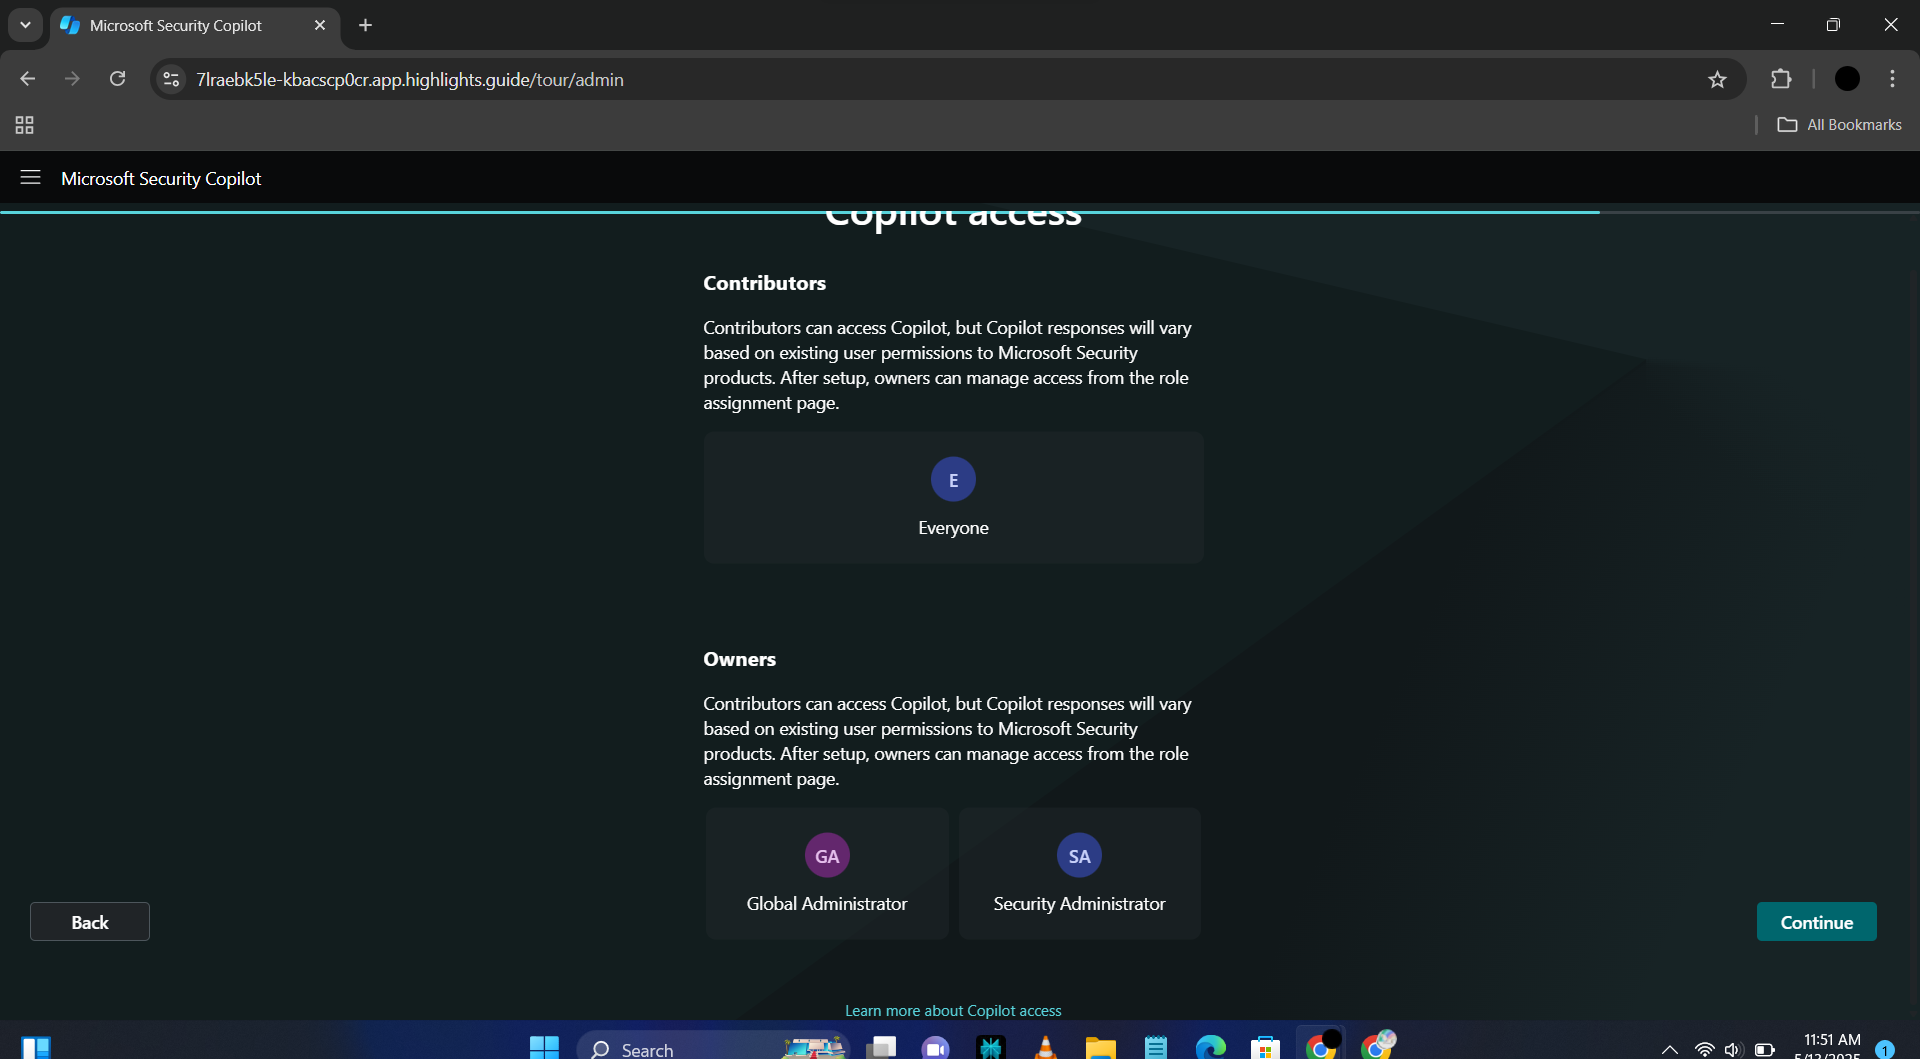 Microsoft Security Copilot
7lraebk5le-kbacscp0cr.app.highlights.guide/tour/admin
All Bookmarks
Microsoft Security Copilot
Copilot access
Contributors
Contributors can access Copilot, but Copilot responses will vary
based on existing user permissions to Microsoft Security
products. After setup, owners can manage access from the role
assignment page.
E
Everyone
Owners
Contributors can access Copilot, but Copilot responses will vary
based on existing user permissions to Microsoft Security
products. After setup, owners can manage access from the role
assignment page.
GA
Global Administrator
SA
Security Administrator
Back
Continue
Learn more about Copilot access
Search
11:51 AM
1